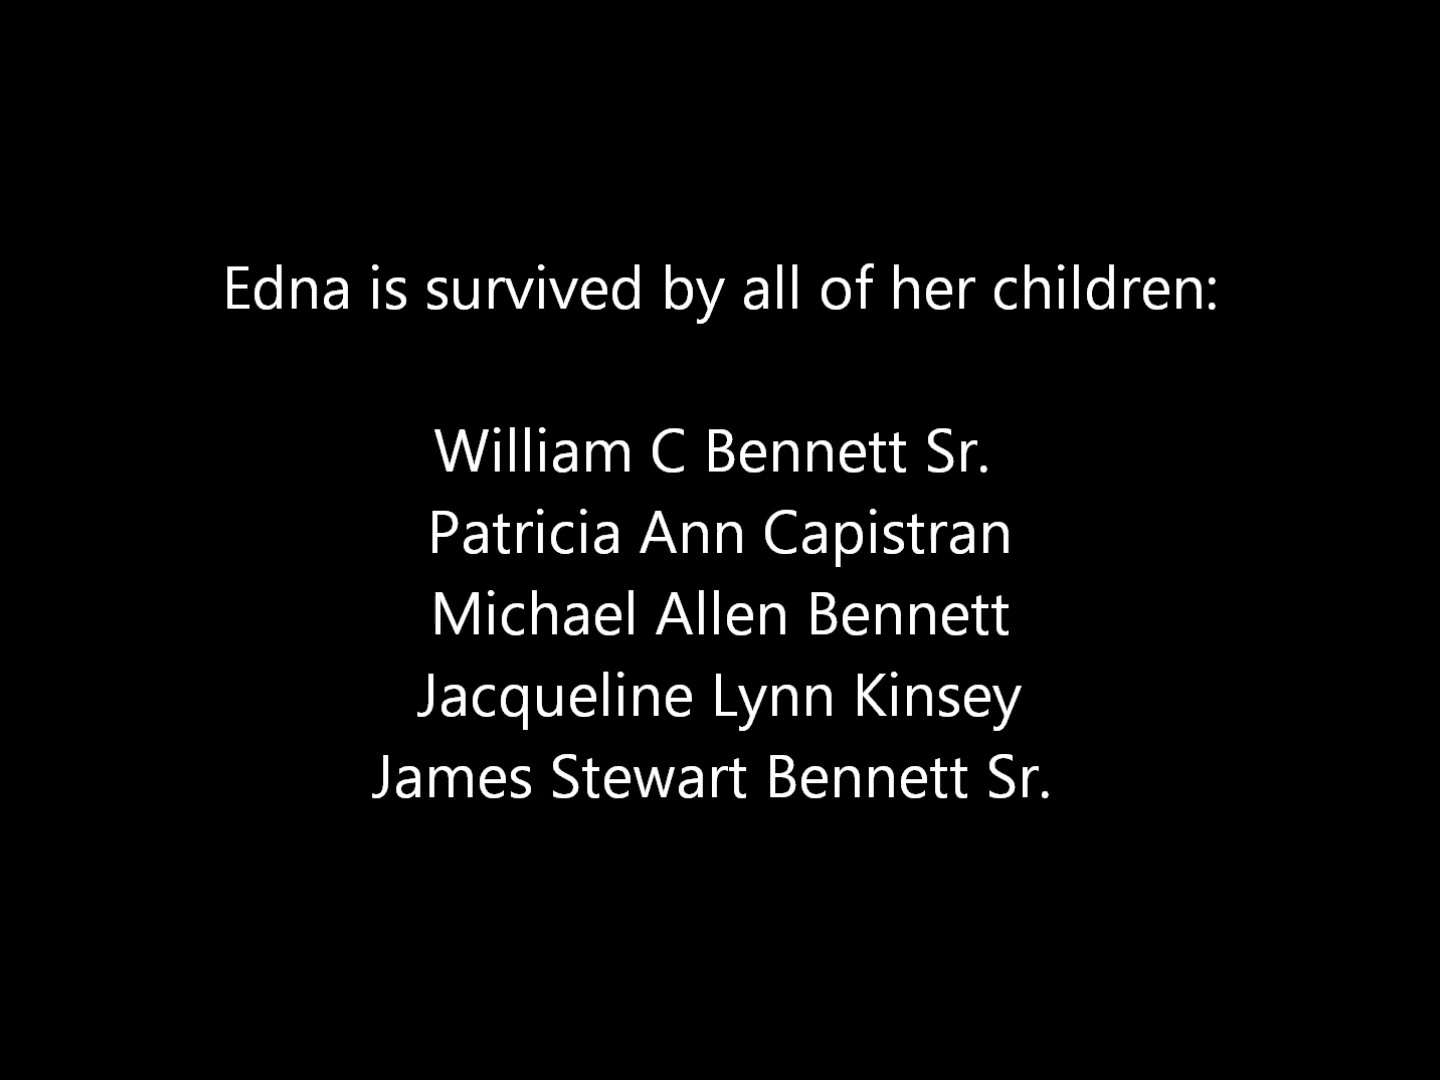 Edna is survived by all of her children:
William C Bennett Sr.
Patricia Ann Capistran
Michael Allen Bennett
Jacqueline Lynn Kinsey
James Stewart Bennett Sr.